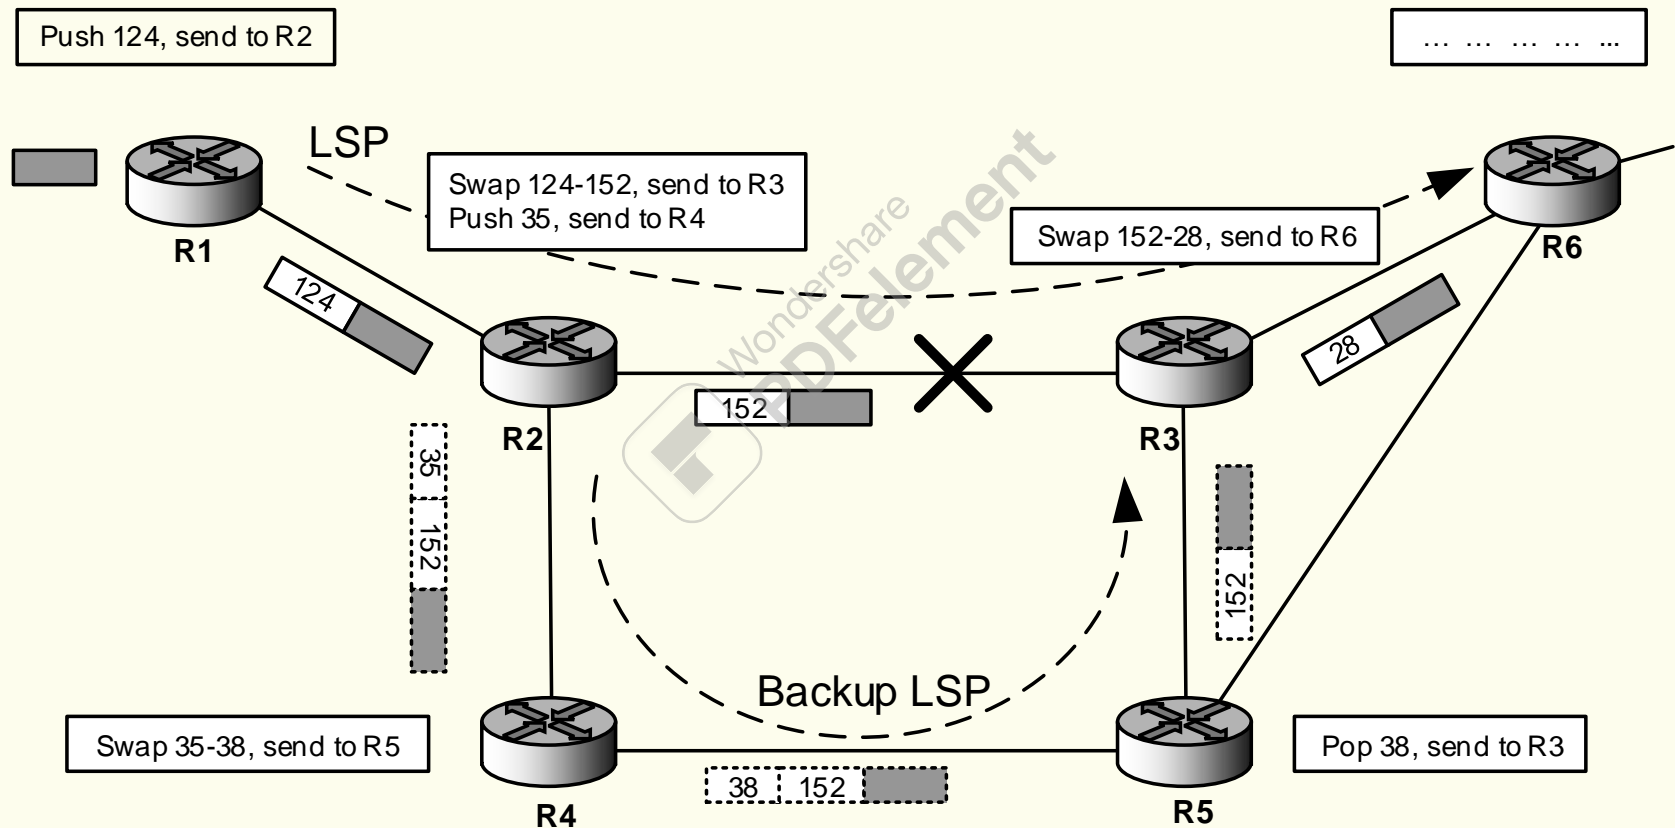 Push 124, send to R2
... ... ... ... ...
LSP
R1
Swap 124-152, send to R3
Push 35, send to R4
Swap 152-28, send to R6
R6
124
28
Wondershare
PDFelement
152
R2
R3
35
152
152
Backup LSP
Swap 35-38, send to R5
Pop 38, send to R3
38 152
R4
R5